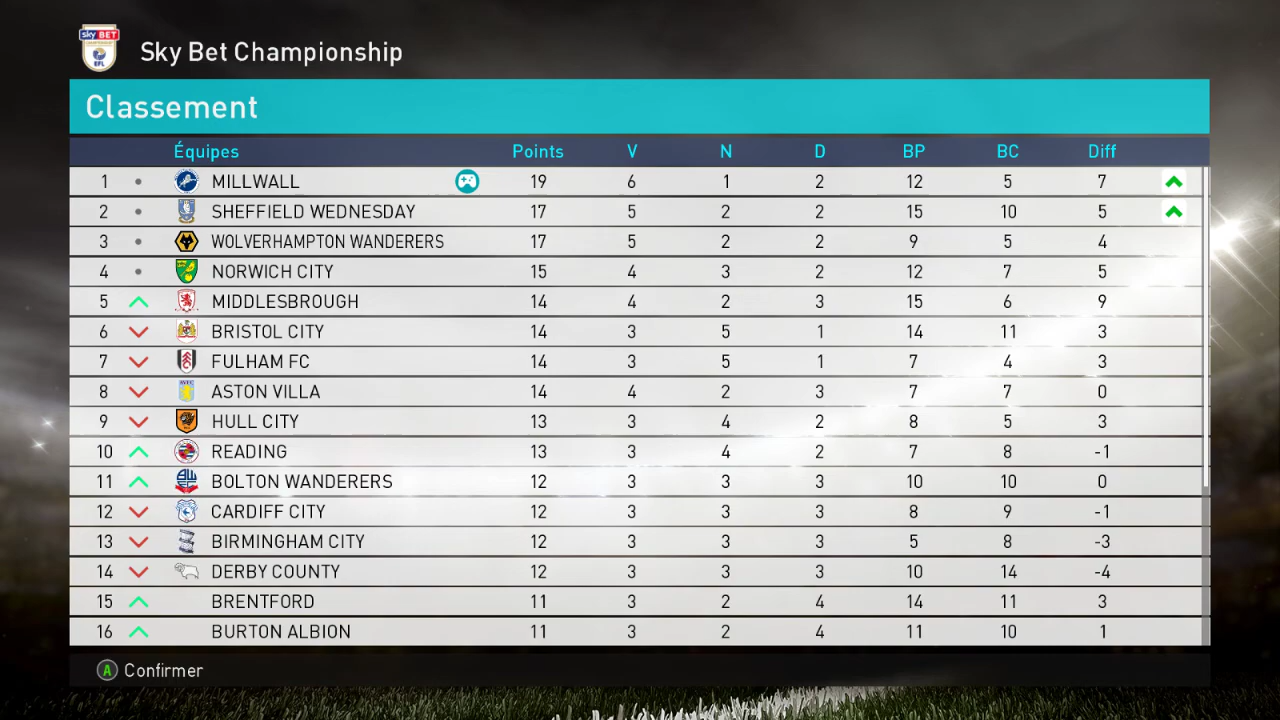 sky BET
EFL
Sky Bet Championship
Classement
Équipes Points V N D BP BC Diff
1 MILLWALL 19 6 1 2 12 5 7
2 SHEFFIELD WEDNESDAY 17 5 2 2 15 10 5
3 WOLVERHAMPTON WANDERERS 17 5 2 2 9 5 4
4 NORWICH CITY 15 4 3 2 12 7 5
5 MIDDLESBROUGH 14 4 2 3 15 6 9
6 BRISTOL CITY 14 3 5 1 14 11 3
7 FULHAM FC 14 3 5 1 7 4 3
8 ASTON VILLA 14 4 2 3 7 7 0
9 HULL CITY 13 3 4 2 8 5 3
10 READING 13 3 4 2 7 8 -1
11 BOLTON WANDERERS 12 3 3 3 10 10 0
12 CARDIFF CITY 12 3 3 3 8 9 -1
13 BIRMINGHAM CITY 12 3 3 3 5 8 -3
14 DERBY COUNTY 12 3 3 3 10 14 -4
15 BRENTFORD 11 3 2 4 14 11 3
16 BURTON ALBION 11 3 2 4 11 10 1
A Confirmer